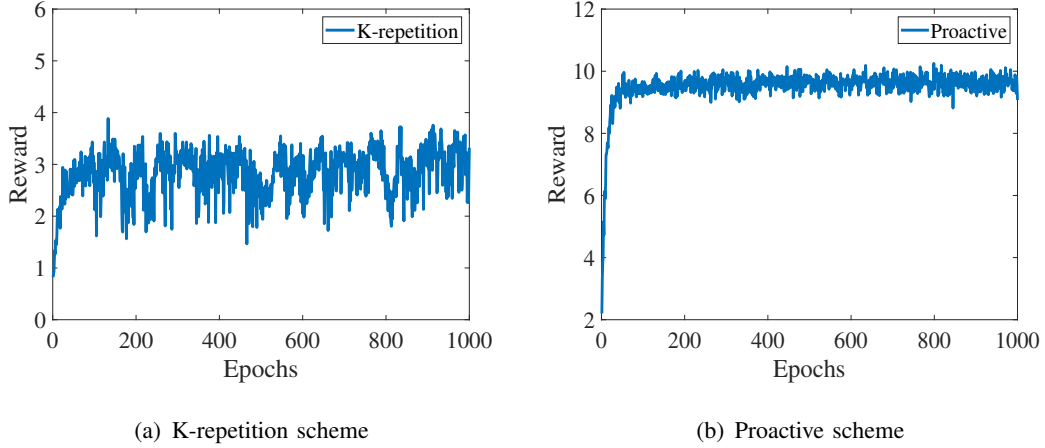 6
5
4
3
2
1
0
Reward
K-repetition
0 200 400 600 800 1000
Epochs
(a) K-repetition scheme
12
10
8
6
4
2
Reward
Proactive
0 200 400 600 800 1000
Epochs
(b) Proactive scheme